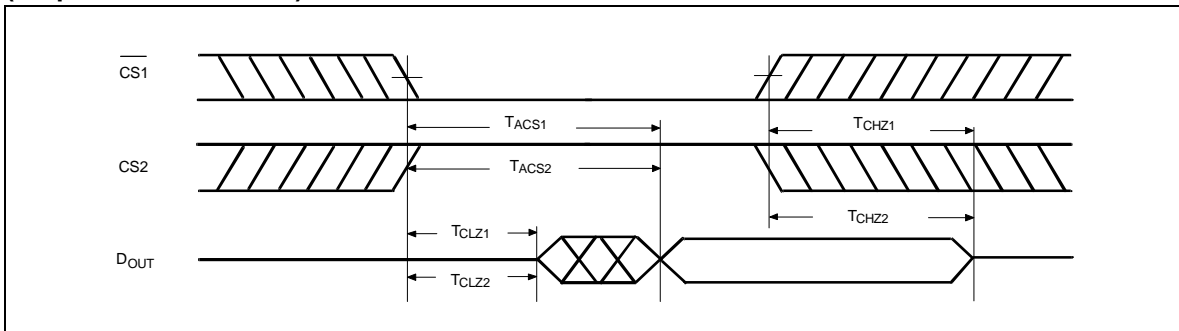 CS1
TACS1
TCHZ1
CS2
TACS2
TCHZ2
TCLZ1
DOUT
TCLZ2